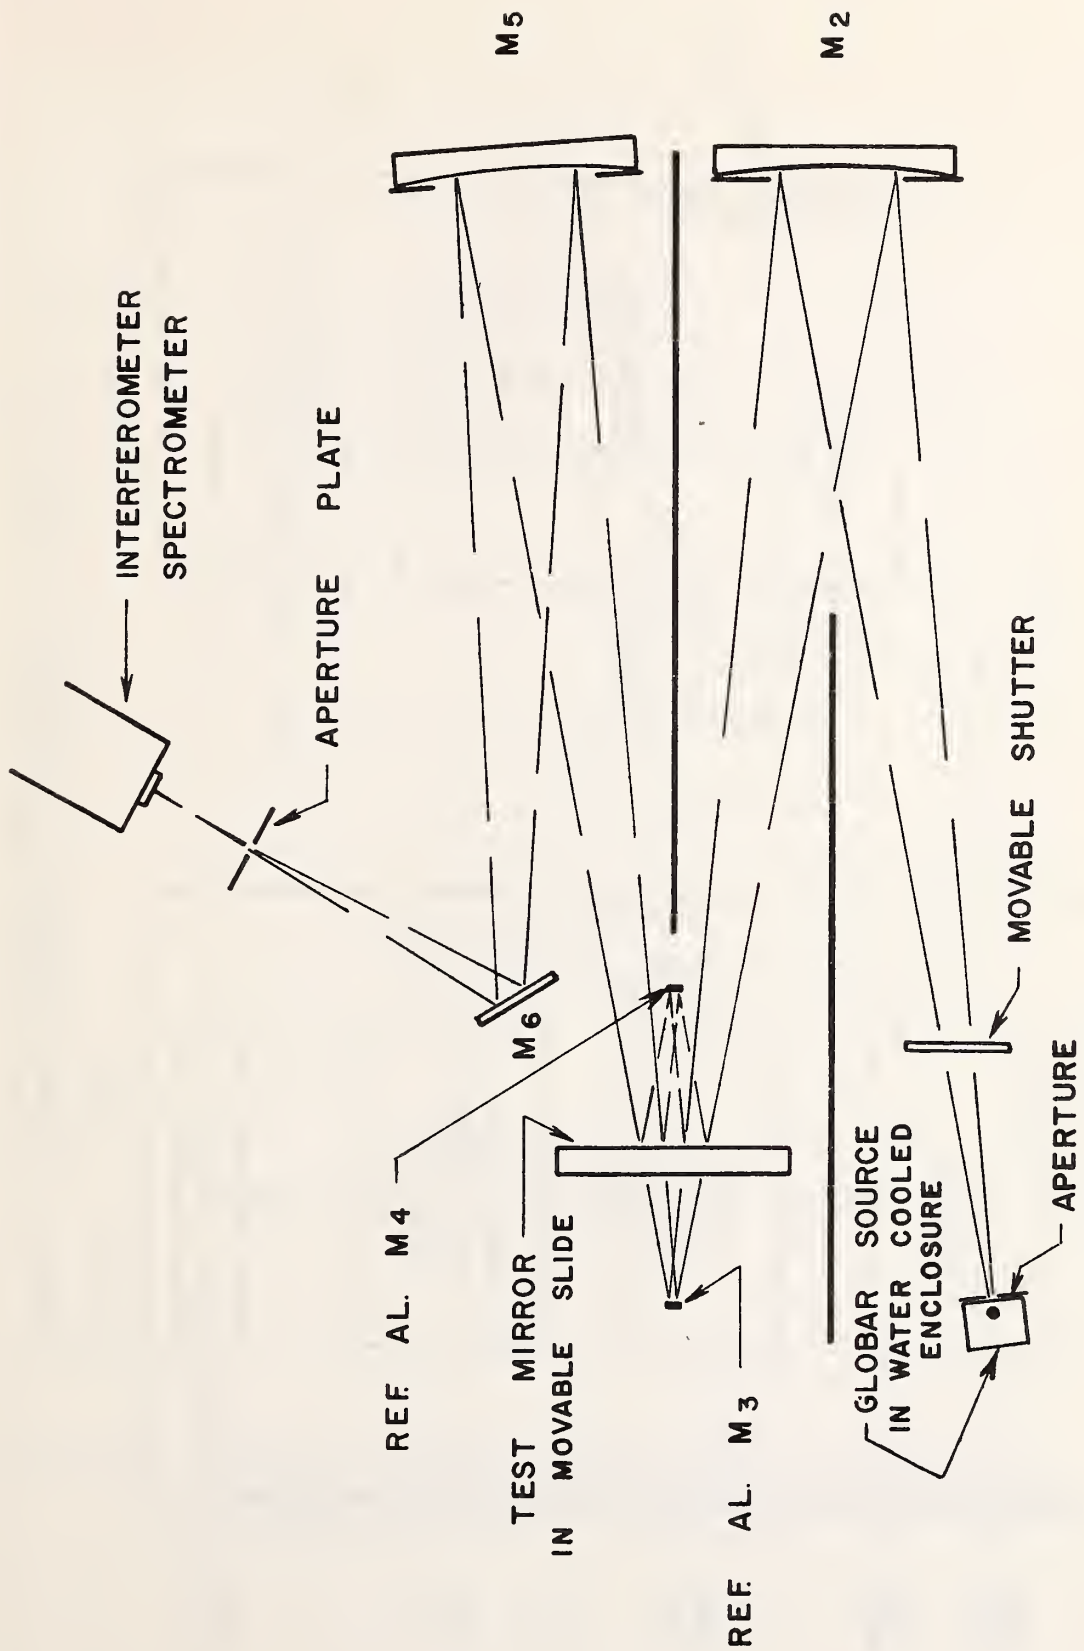 M5
M2
INTERFEROMETER
SPECTROMETER
APERTURE PLATE
M6
REF. AL. M4
TEST MIRROR
IN MOVABLE SLIDE
REF. AL. M3
GLOBAR SOURCE
IN WATER COOLED
ENCLOSURE
MOVABLE SHUTTER
APERTURE